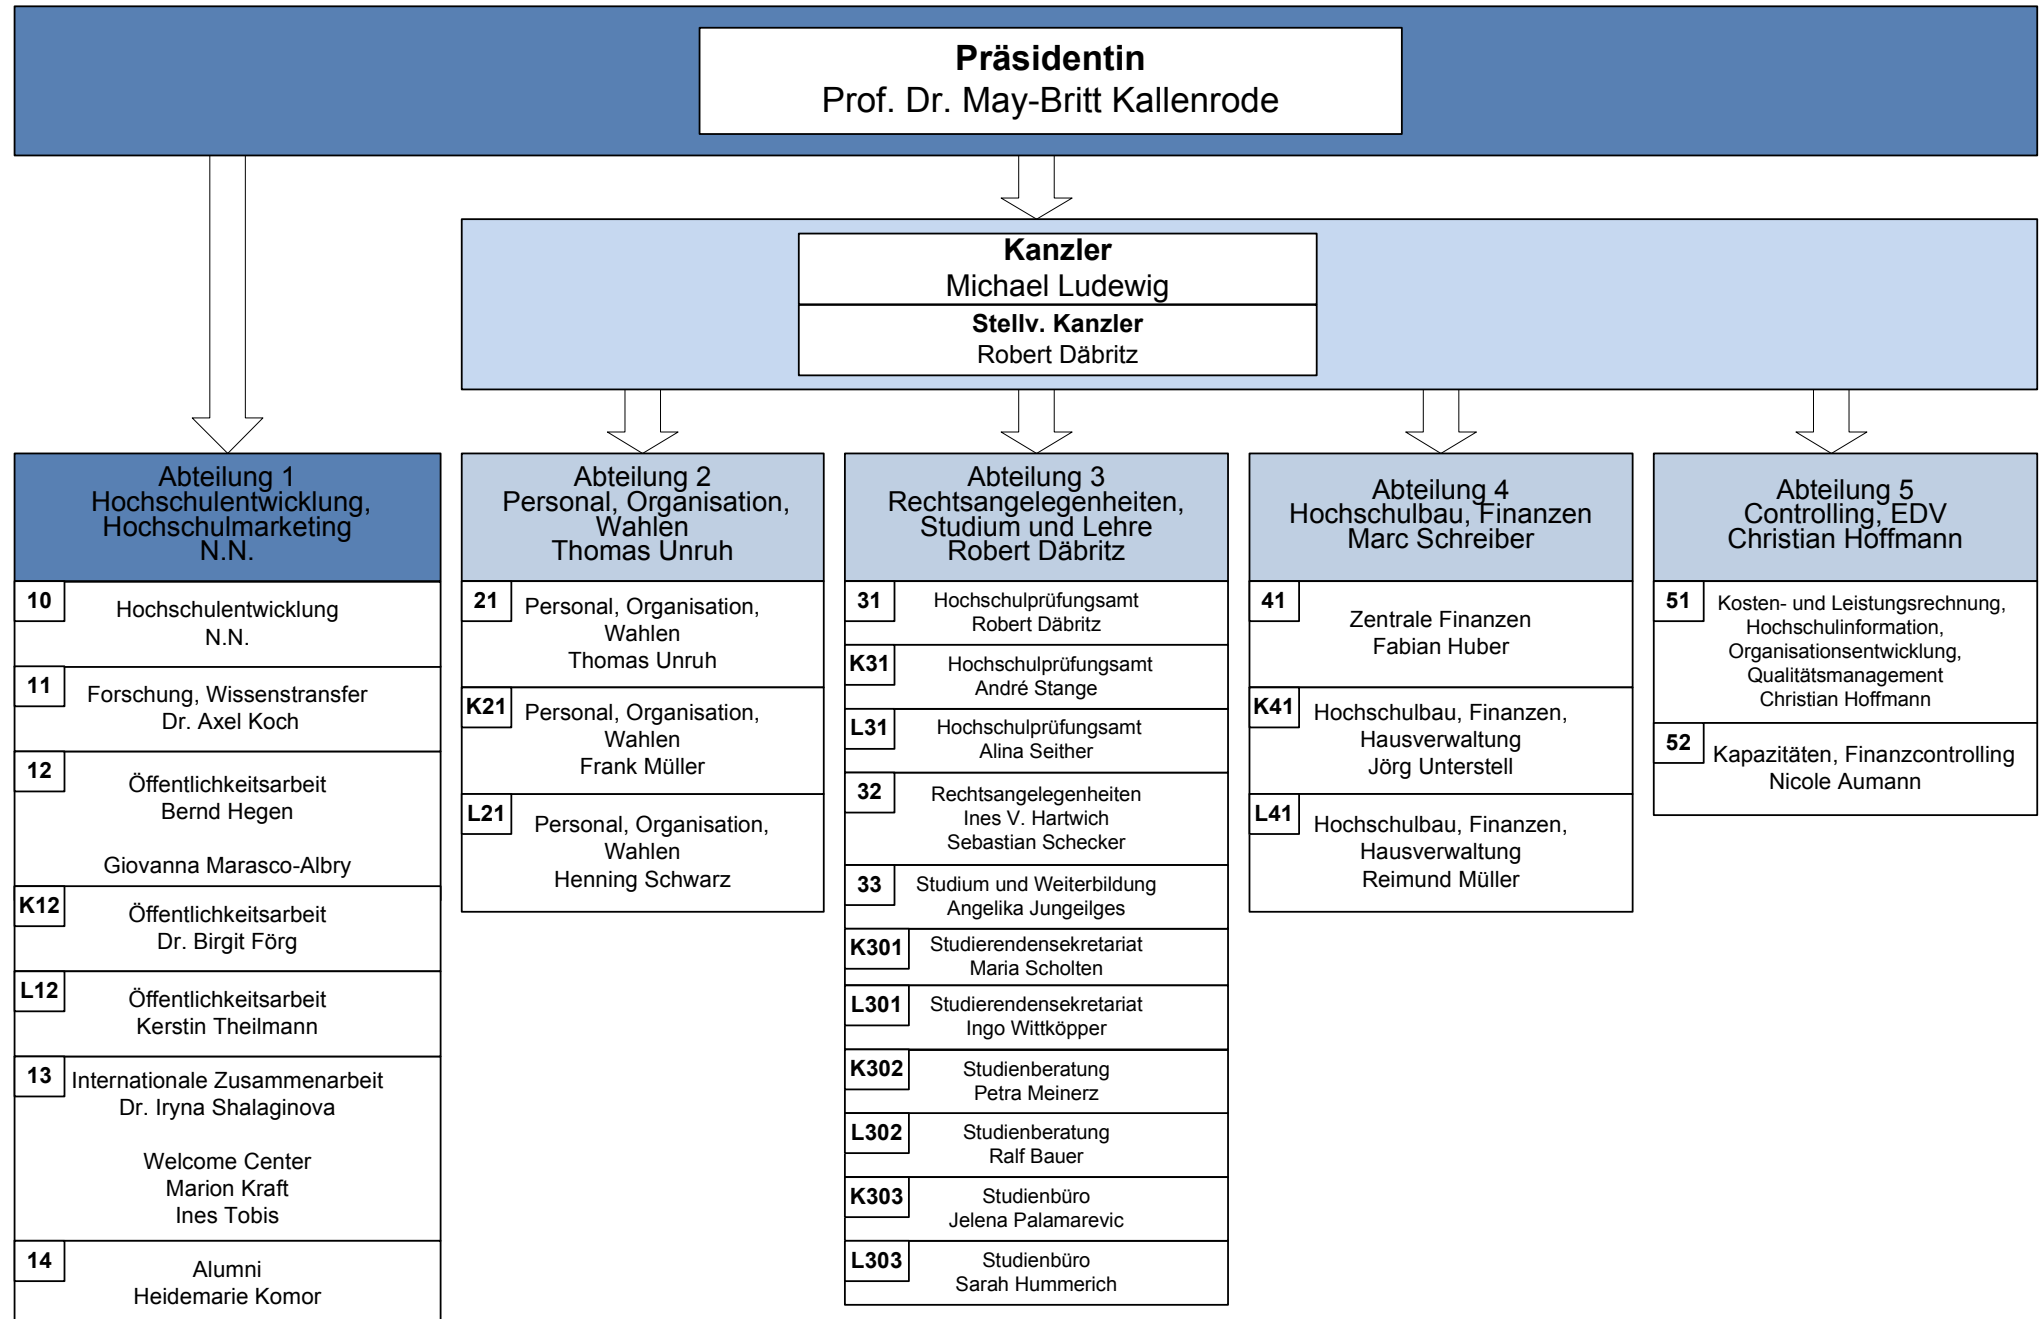 Präsidentin
Prof. Dr. May-Britt Kallenrode
Kanzler
Michael Ludewig
Stellv. Kanzler
Robert Däbritz
Abteilung 1
Hochschulentwicklung,
Hochschulmarketing
N.N.
10
Hochschulentwicklung
N.N.
11
Forschung, Wissenstransfer
Dr. Axel Koch
12
Öffentlichkeitsarbeit
Bernd Hegen
Giovanna Marasco-Albry
K12
Öffentlichkeitsarbeit
Dr. Birgit Förg
L12
Öffentlichkeitsarbeit
Kerstin Theilmann
13
Internationale Zusammenarbeit
Dr. Iryna Shalaginova
Welcome Center
Marion Kraft
Ines Tobis
14
Alumni
Heidemarie Komor
Abteilung 2
Personal, Organisation,
Wahlen
Thomas Unruh
21
Personal, Organisation,
Wahlen
Thomas Unruh
K21
Personal, Organisation,
Wahlen
Frank Müller
L21
Personal, Organisation,
Wahlen
Henning Schwarz
Abteilung 3
Rechtsangelegenheiten,
Studium und Lehre
Robert Däbritz
31
Hochschulprüfungsamt
Robert Däbritz
K31
Hochschulprüfungsamt
André Stange
L31
Hochschulprüfungsamt
Alina Seither
32
Rechtsangelegenheiten
Ines V. Hartwich
Sebastian Schecker
33
Studium und Weiterbildung
Angelika Jungeilges
K301
Studierendensekretariat
Maria Scholten
L301
Studierendensekretariat
Ingo Wittköpper
K302
Studienberatung
Petra Meinerz
L302
Studienberatung
Ralf Bauer
K303
Studienbüro
Jelena Palamarevic
L303
Studienbüro
Sarah Hummerich
Abteilung 4
Hochschulbau, Finanzen
Marc Schreiber
41
Zentrale Finanzen
Fabian Huber
K41
Hochschulbau, Finanzen,
Hausverwaltung
Jörg Unterstell
L41
Hochschulbau, Finanzen,
Hausverwaltung
Reimund Müller
Abteilung 5
Controlling, EDV
Christian Hoffmann
51
Kosten- und Leistungsrechnung,
Hochschulinformation,
Organisationsentwicklung,
Qualitätsmanagement
Christian Hoffmann
52
Kapazitäten, Finanzcontrolling
Nicole Aumann